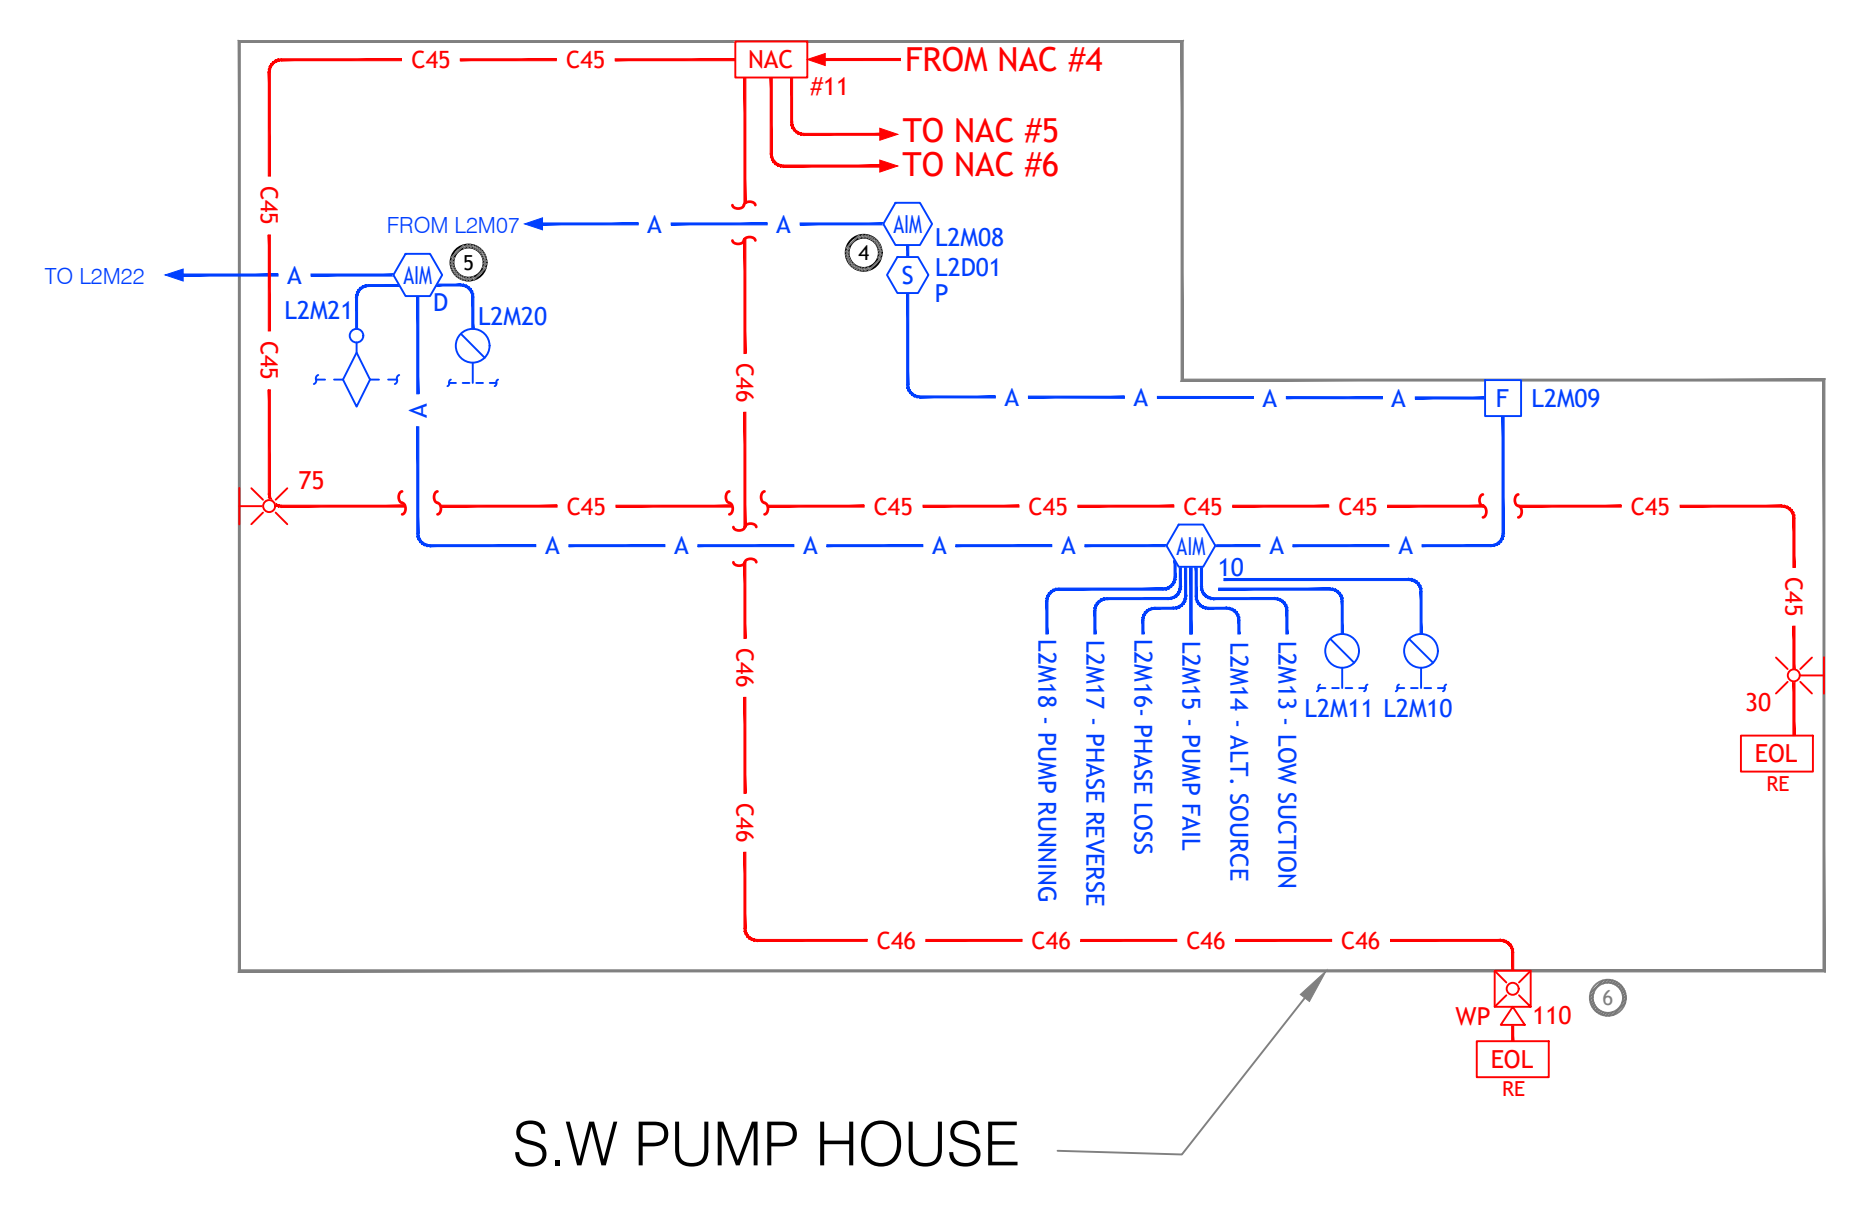 C45
C45
NAC
FROM NAC #4
#11
TO NAC #5
TO NAC #6
C45
FROM L2M07
A
A
AIM
L2M08
4
5
S
L2D01
P
TO L2M22
A
AIM
D
L2M21
L2M20
C45
C46
A
A
A
A
A
F
L2M09
75
C45
C45
C45
C45
C45
C45
A
A
A
A
A
AIM
A
A
10
C45
L2M18 - PUMP RUNNING
L2M17 - PHASE REVERSE
L2M16- PHASE LOSS
L2M15 - PUMP FAIL
L2M14 - ALT. SOURCE
L2M13 - LOW SUCTION
L2M11
L2M10
C46
30
EOL
RE
C46
C46
C46
C46
C46
6
WP
110
EOL
RE
S.W PUMP HOUSE